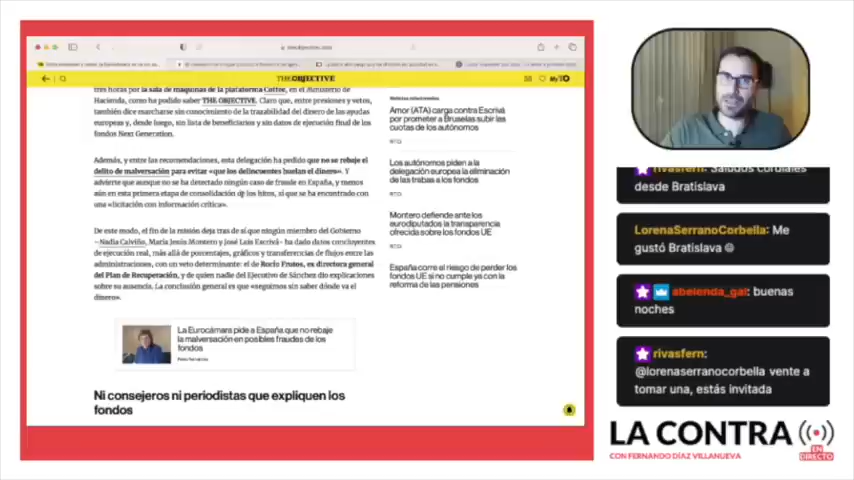 THE OBJECTIVE
tres horas por la sala de máquinas de la plataforma Coffee, en el Ministerio de
Hacienda, como ha podido saber THE OBJECTIVE. Claro que, entre presiones y vetos,
también dice marcharse sin conocimiento de la trazabilidad del dinero de las ayudas
europeas y, desde luego, sin lista de beneficiarios y sin datos de ejecución final de los
fondos Next Generation.
Además, y entre las recomendaciones, esta delegación ha pedido que no se rebaje el
delito de malversación para evitar «que los delincuentes huelan el dinero». Y
advierte que aunque no se ha detectado ningún caso de fraude en España, y menos
aún en esta primera etapa de consolidación de los hitos, sí que se ha encontrado con
una «licitación con información crítica».
De este modo, el fin de la misión deja tras de sí que ningún miembro del Gobierno
–Nadia Calviño, María Jesús Montero y José Luis Escrivá– ha dado datos concluyentes
de ejecución real, más allá de porcentajes, gráficos y transferencias de flujos entre las
administraciones, con un veto determinante: el de Rocío Frutos, ex directora general
del Plan de Recuperación, y de quien nadie del Ejecutivo de Sánchez dio explicaciones
sobre su ausencia. La conclusión general es que «seguimos sin saber dónde va el
dinero».
La Eurocámara pide a España que no rebaje
la malversación en posibles fraudes de los
fondos
Ni consejeros ni periodistas que expliquen los
fondos
Noticias relacionadas
Amor (ATA) carga contra Escrivá
por prometer a Bruselas subir las
cuotas de los autónomos
Los autónomos piden a la
delegación europea la eliminación
de las trabas a los fondos
Montero defiende ante los
eurodiputados la transparencia
ofrecida sobre los fondos UE
España corre el riesgo de perder los
fondos UE si no cumple ya con la
reforma de las pensiones
rivasfern: Saludos Cordiales
desde Bratislava
LorenaSerranoCorbella: Me
gustó Bratislava ☺
abelenda_gal: buenas
noches
rivasfern:
@lorenaserranocorbella vente a
tomar una, estás invitada
LA CONTRA
EN
DIRECTO
CON FERNANDO DÍAZ VILLANUEVA